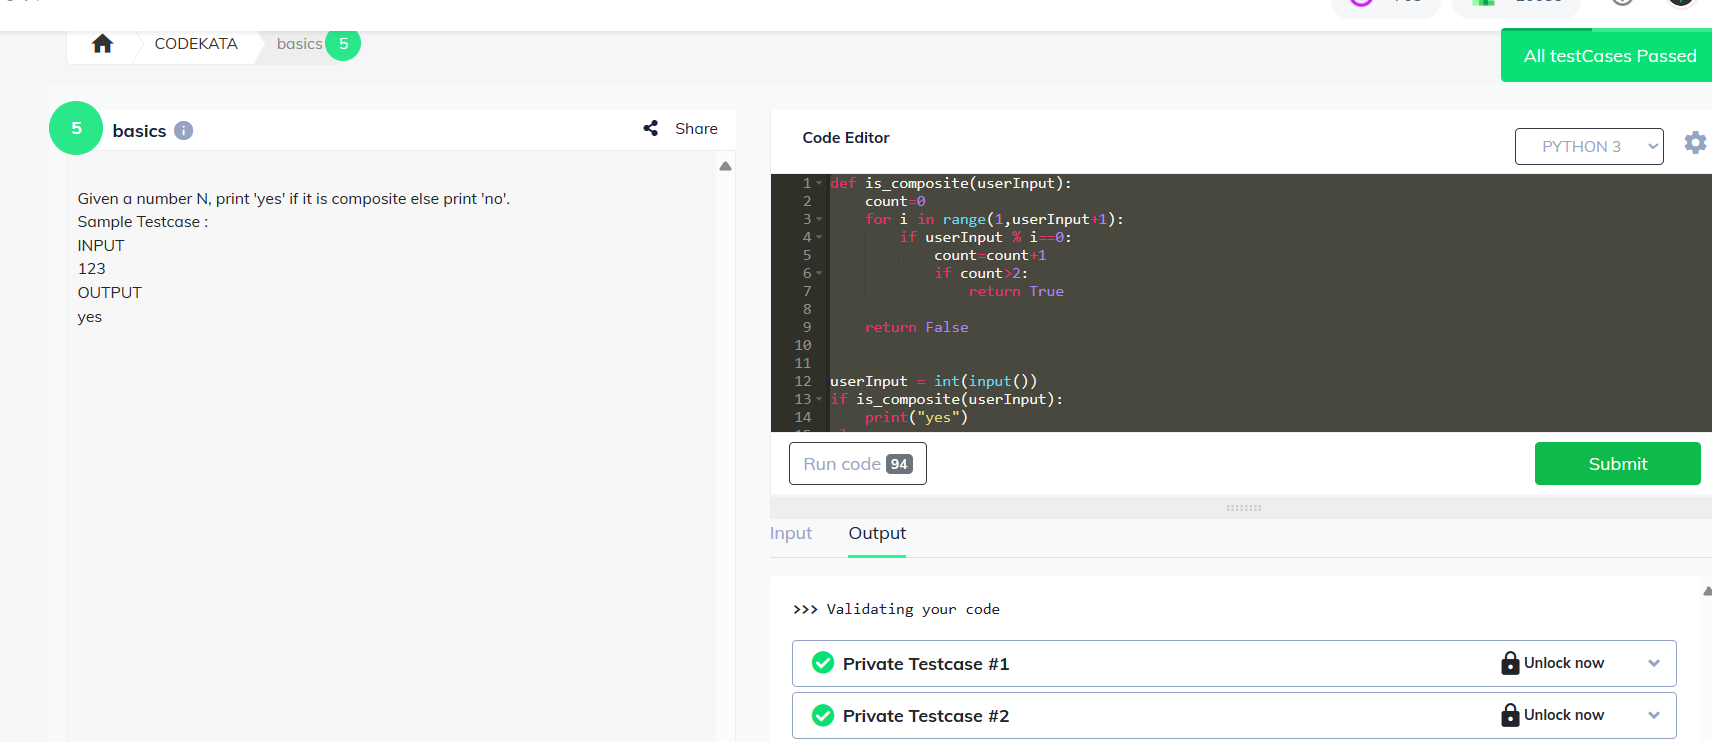 CODEKATA
basics 5
All testCases Passed
5 basics
Share
Given a number N, print 'yes' if it is composite else print 'no'.
Sample Testcase :
INPUT
123
OUTPUT
yes
Code Editor
PYTHON 3
1 def is_composite(userInput):
2 count=0
3 for i in range(1,userInput+1):
4 if userInput % i==0:
5 count=count+1
6 if count>2:
7 return True
8
9 return False
10
11
12 userInput = int(input())
13 if is_composite(userInput):
14 print("yes")
Run code 94
Submit
Input Output
>>> Validating your code
Private Testcase #1 Unlock now
Private Testcase #2 Unlock now